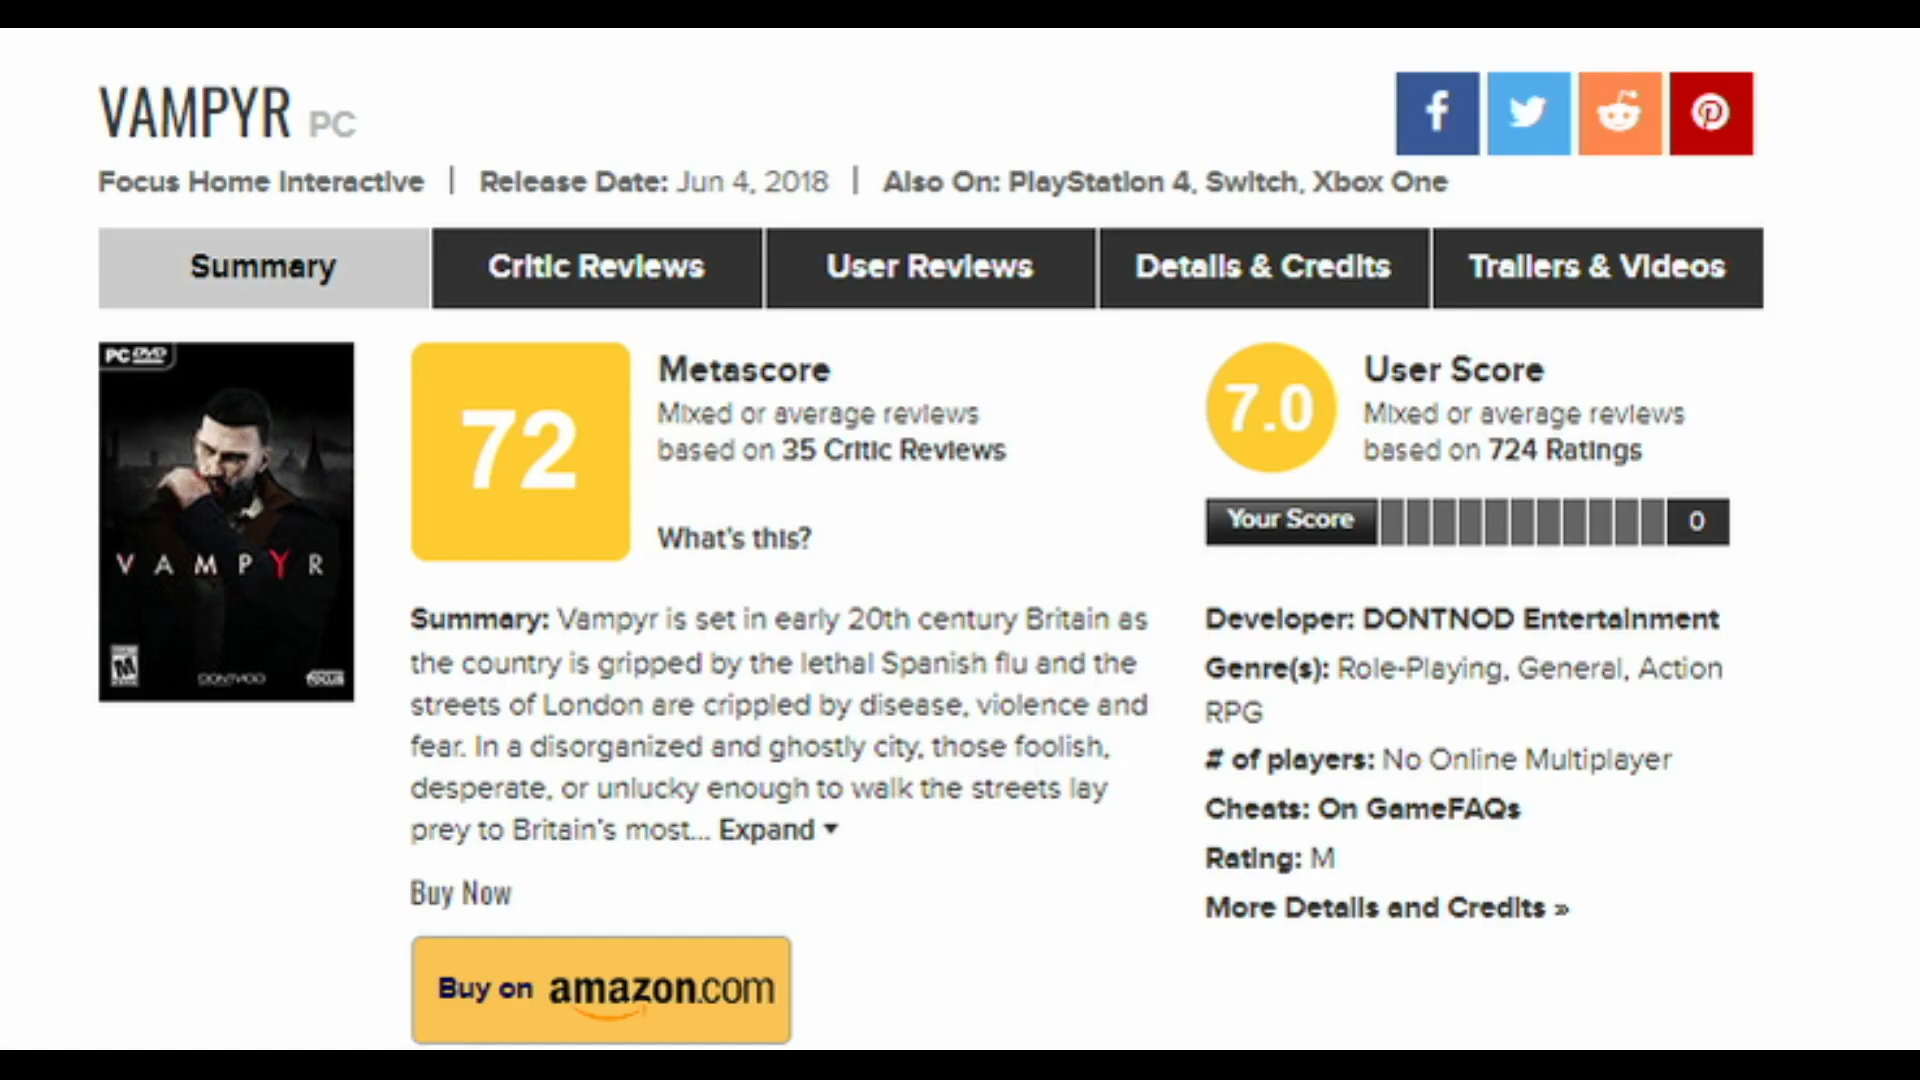 VAMPYR PC
Focus Home Interactive | Release Date: Jun 4, 2018 | Also On: PlayStation 4, Switch, Xbox One
Summary
Critic Reviews
User Reviews
Details & Credits
Trailers & Videos
PC DVD
VAMPYR
M
DONTNOD
FOCUS
72
Metascore
Mixed or average reviews
based on 35 Critic Reviews
What's this?
7.0
User Score
Mixed or average reviews
based on 724 Ratings
Your Score
0
Summary: Vampyr is set in early 20th century Britain as
the country is gripped by the lethal Spanish flu and the
streets of London are crippled by disease, violence and
fear. In a disorganized and ghostly city, those foolish,
desperate, or unlucky enough to walk the streets lay
prey to Britain's most... Expand
Buy Now
Buy on amazon.com
Developer: DONTNOD Entertainment
Genre(s): Role-Playing, General, Action
RPG
# of players: No Online Multiplayer
Cheats: On GameFAQs
Rating: M
More Details and Credits »